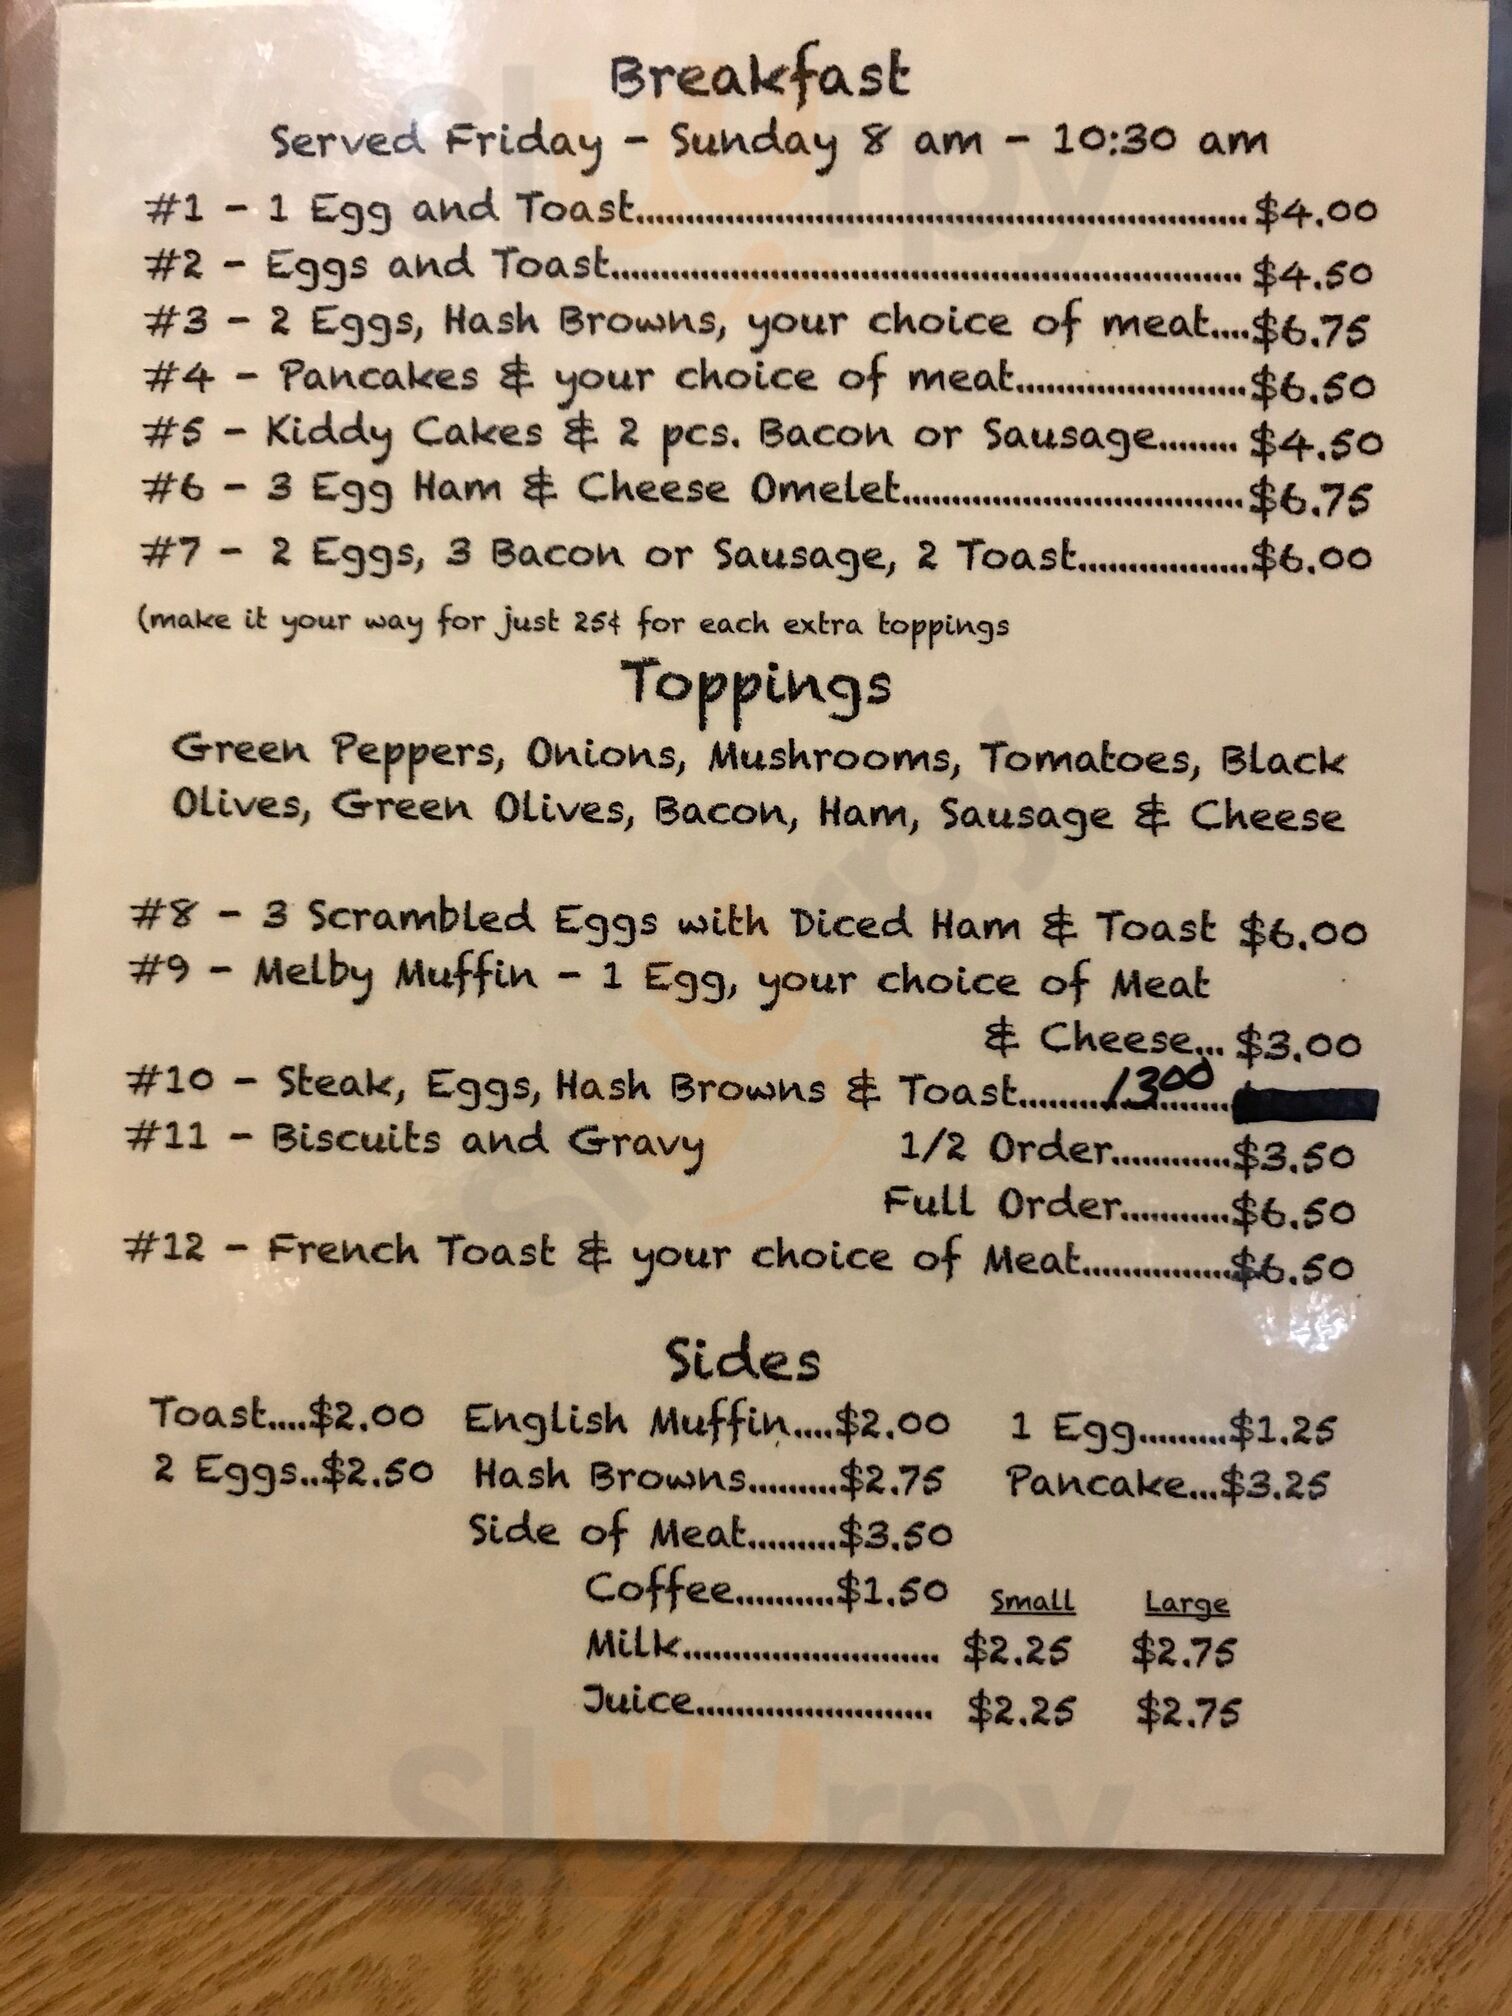 Breakfast
Served Friday - Sunday 8 am - 10:30 am
#1 - 1 Egg and Toast............................................................... $4.00
#2 - Eggs and Toast................................................................ $4.50
#3 - 2 Eggs, Hash Browns, your choice of meat....$6.75
#4 - Pancakes & your choice of meat.......................$6.50
#5 - Kiddy Cakes & 2 pcs. Bacon or Sausage........ $4.50
#6 - 3 Egg Ham & Cheese Omelet..................................$6.75
#7 - 2 Eggs, 3 Bacon or Sausage, 2 Toast.................$6.00
(make it your way for just 25¢ for each extra toppings
Toppings
Green Peppers, Onions, Mushrooms, Tomatoes, Black
Olives, Green Olives, Bacon, Ham, Sausage & Cheese
#8 - 3 Scrambled Eggs with Diced Ham & Toast $6.00
#9 - Melby Muffin - 1 Egg, your choice of Meat
& Cheese... $3.00
#10 - Steak, Eggs, Hash Browns & Toast..................... 1300
#11 - Biscuits and Gravy 1/2 Order............$3.50
Full Order...........$6.50
#12 - French Toast & your choice of Meat...............$6.50
Sides
Toast....$2.00 English Muffin....$2.00 1 Egg.........$1.25
2 Eggs..$2.50 Hash Browns.........$2.75 Pancake...$3.25
Side of Meat.........$3.50
Coffee..........$1.50 Small Large
Milk.......................... $2.25 $2.75
Juice........................ $2.25 $2.75
sluurpy
sluurpy
sluurpy